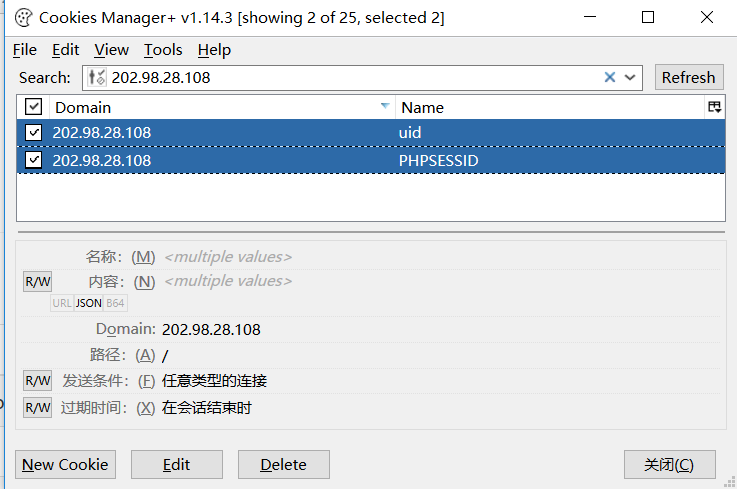 Cookies Manager+ v1.14.3 [showing 2 of 25, selected 2]
File Edit View Tools Help
Search: 202.98.28.108 Refresh
Domain Name
202.98.28.108 uid
202.98.28.108 PHPSESSID
名称: (M) <multiple values>
R/W 内容: (N) <multiple values>
URL JSON B64
Domain: 202.98.28.108
路径: (A) /
R/W 发送条件: (F) 任意类型的连接
R/W 过期时间: (X) 在会话结束时
New Cookie Edit Delete 关闭(C)